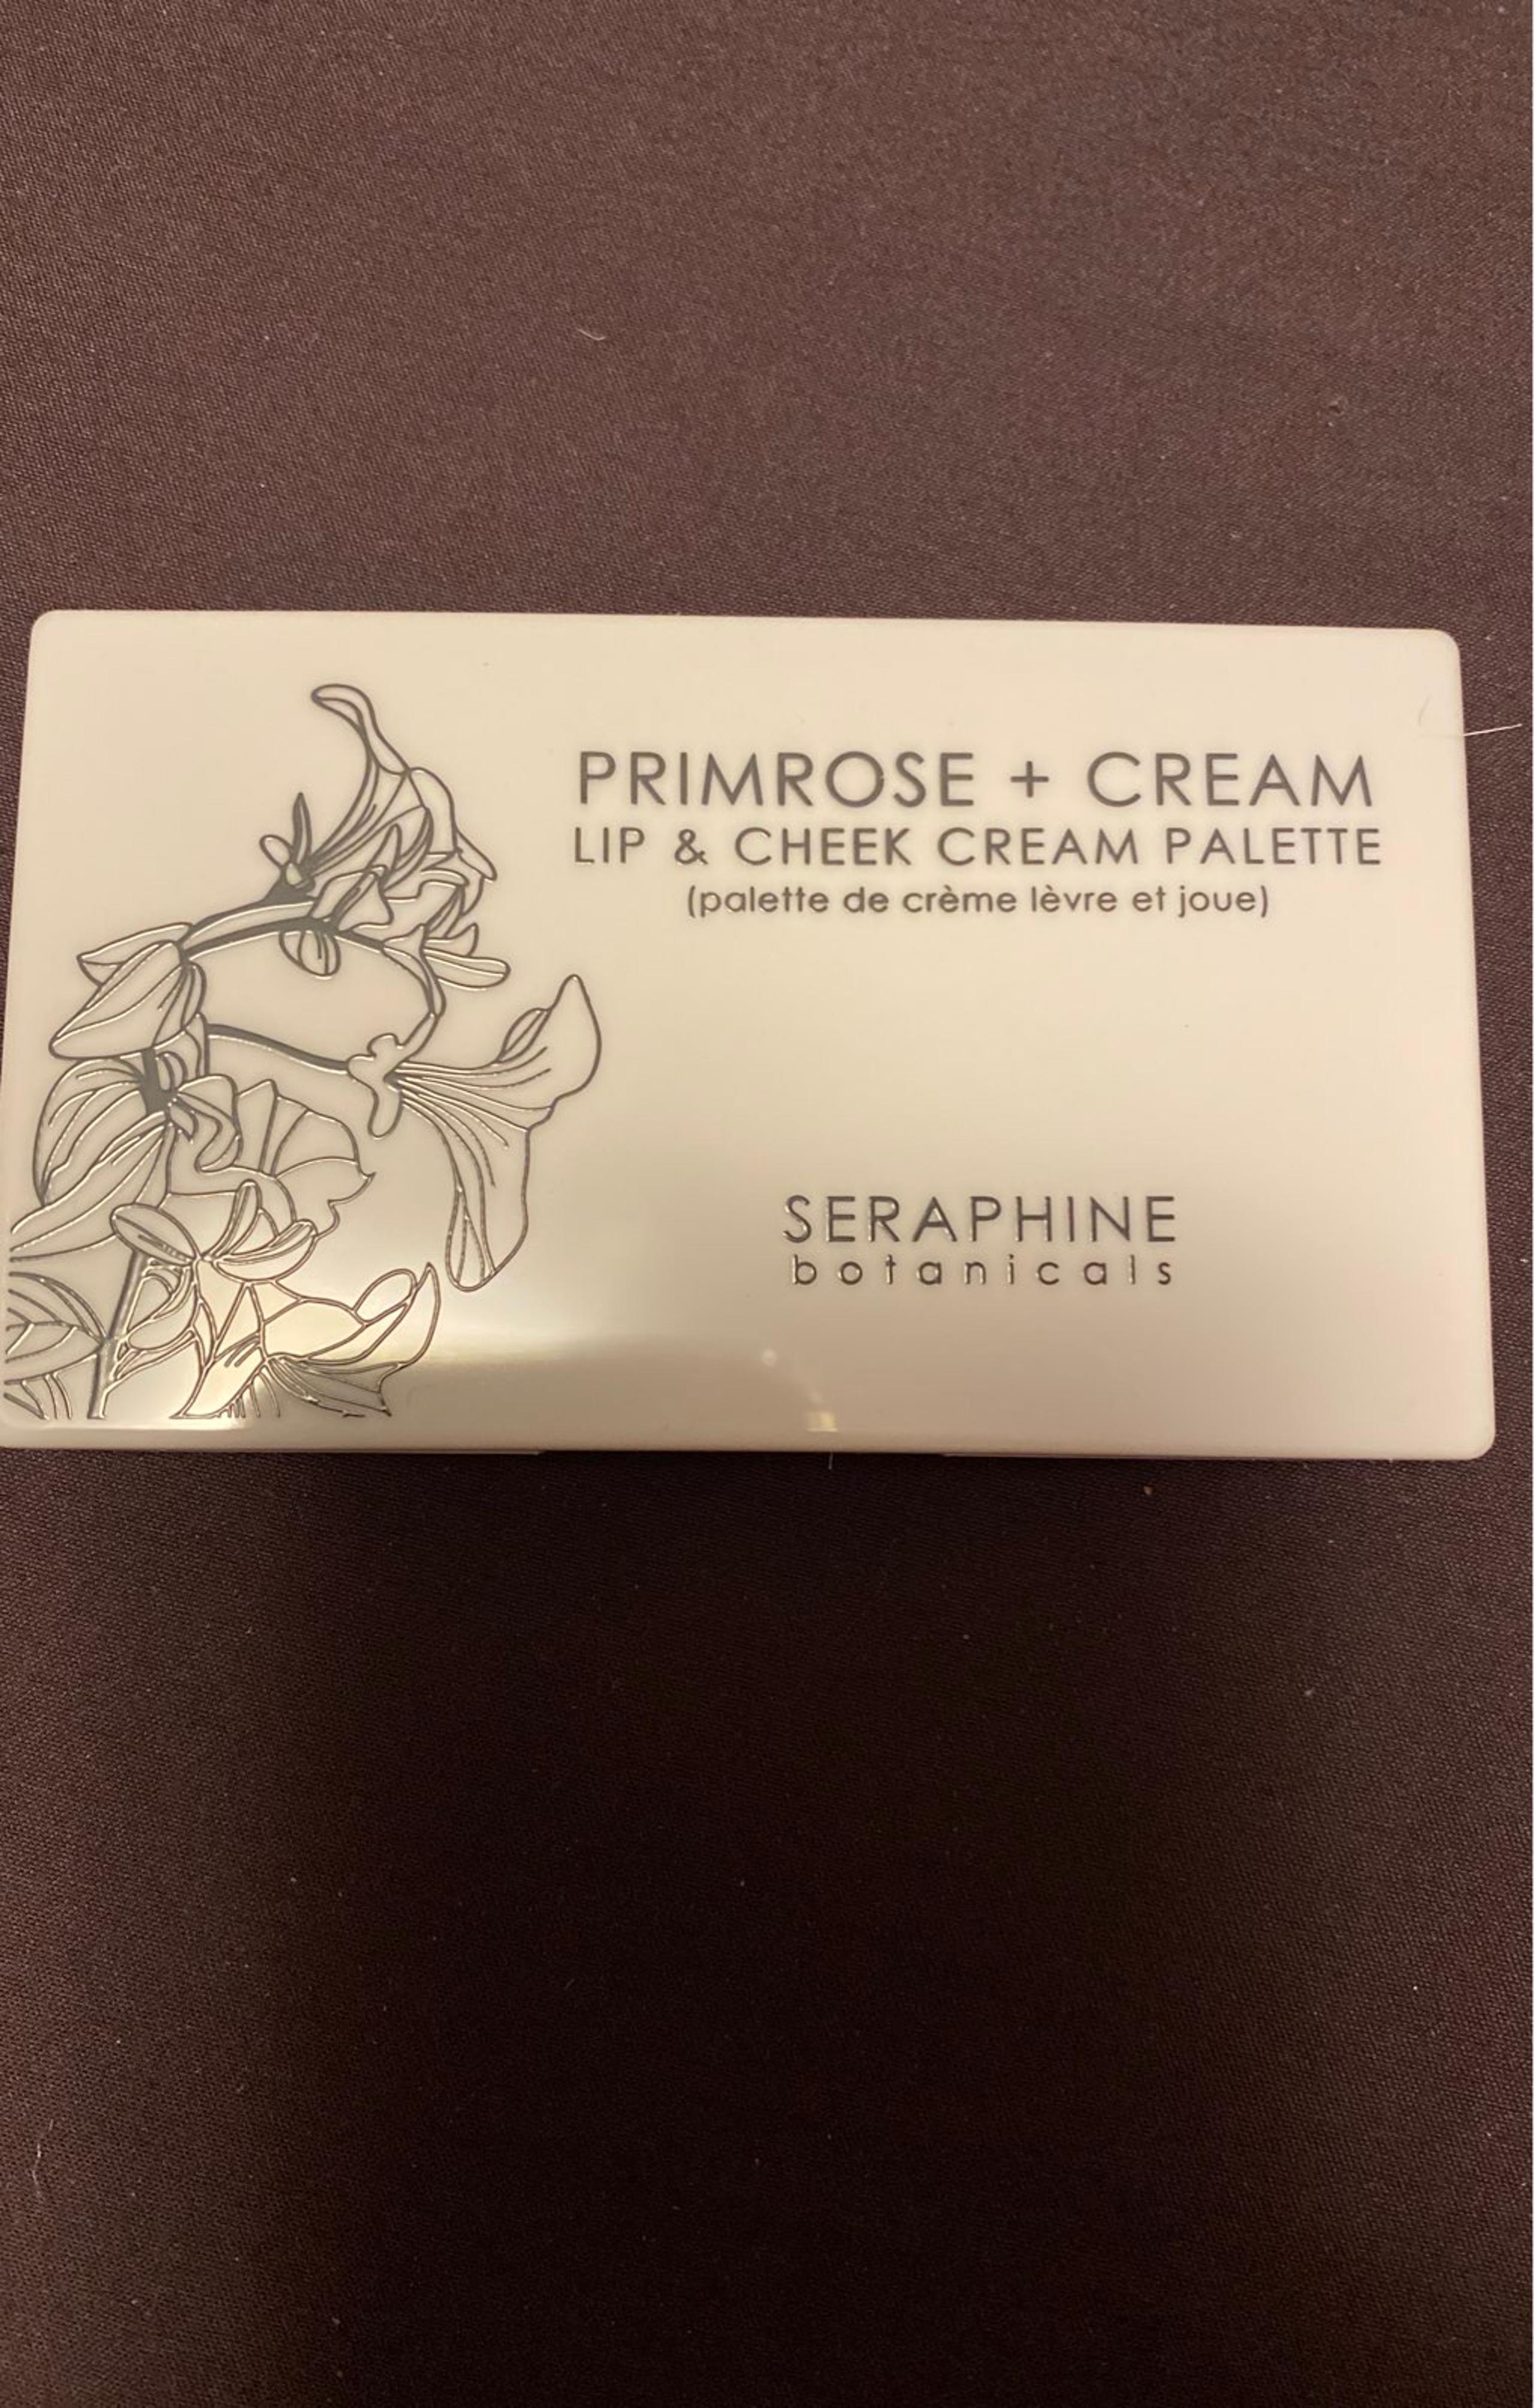 PRIMROSE + CREAM
LIP & CHEEK CREAM PALETTE
(palette de crème lèvre et joue)
SERAPHINE
botanicals